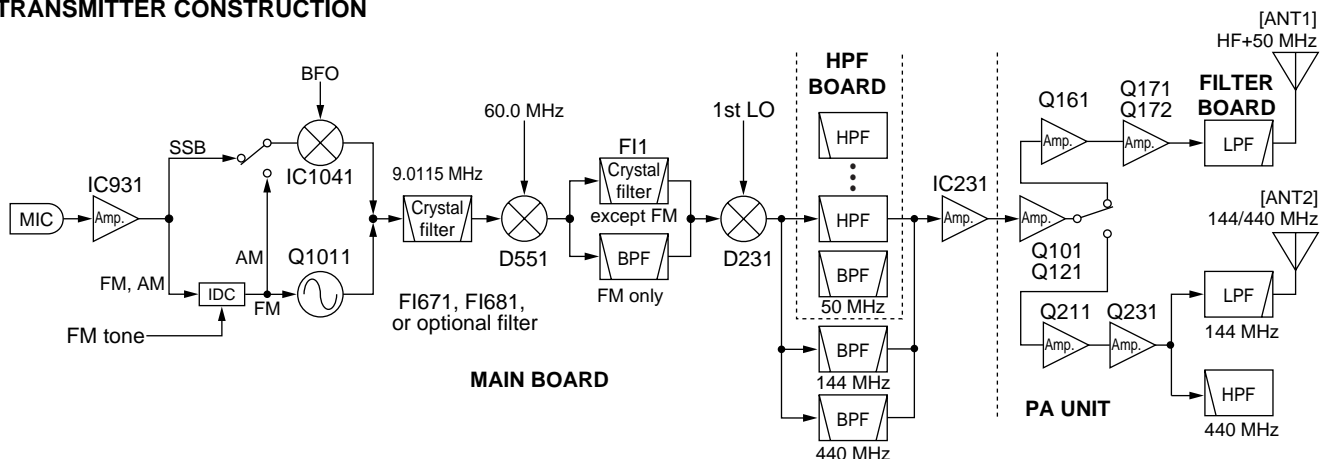 TRANSMITTER CONSTRUCTION
MIC
IC931
Amp.
SSB
FM, AM
FM tone
IDC
AM
FM
BFO
IC1041
Q1011
9.0115 MHz
Crystal
filter
FI671, FI681,
or optional filter
60.0 MHz
D551
FI1
Crystal
filter
except FM
BPF
FM only
MAIN BOARD
1st LO
D231
HPF
BOARD
HPF
HPF
BPF
50 MHz
BPF
144 MHz
BPF
440 MHz
IC231
Amp.
Amp.
Q101
Q121
Q161
Amp.
Q171
Q172
Amp.
FILTER
BOARD
LPF
[ANT1]
HF+50 MHz
Q211
Amp.
Q231
Amp.
LPF
144 MHz
[ANT2]
144/440 MHz
HPF
440 MHz
PA UNIT